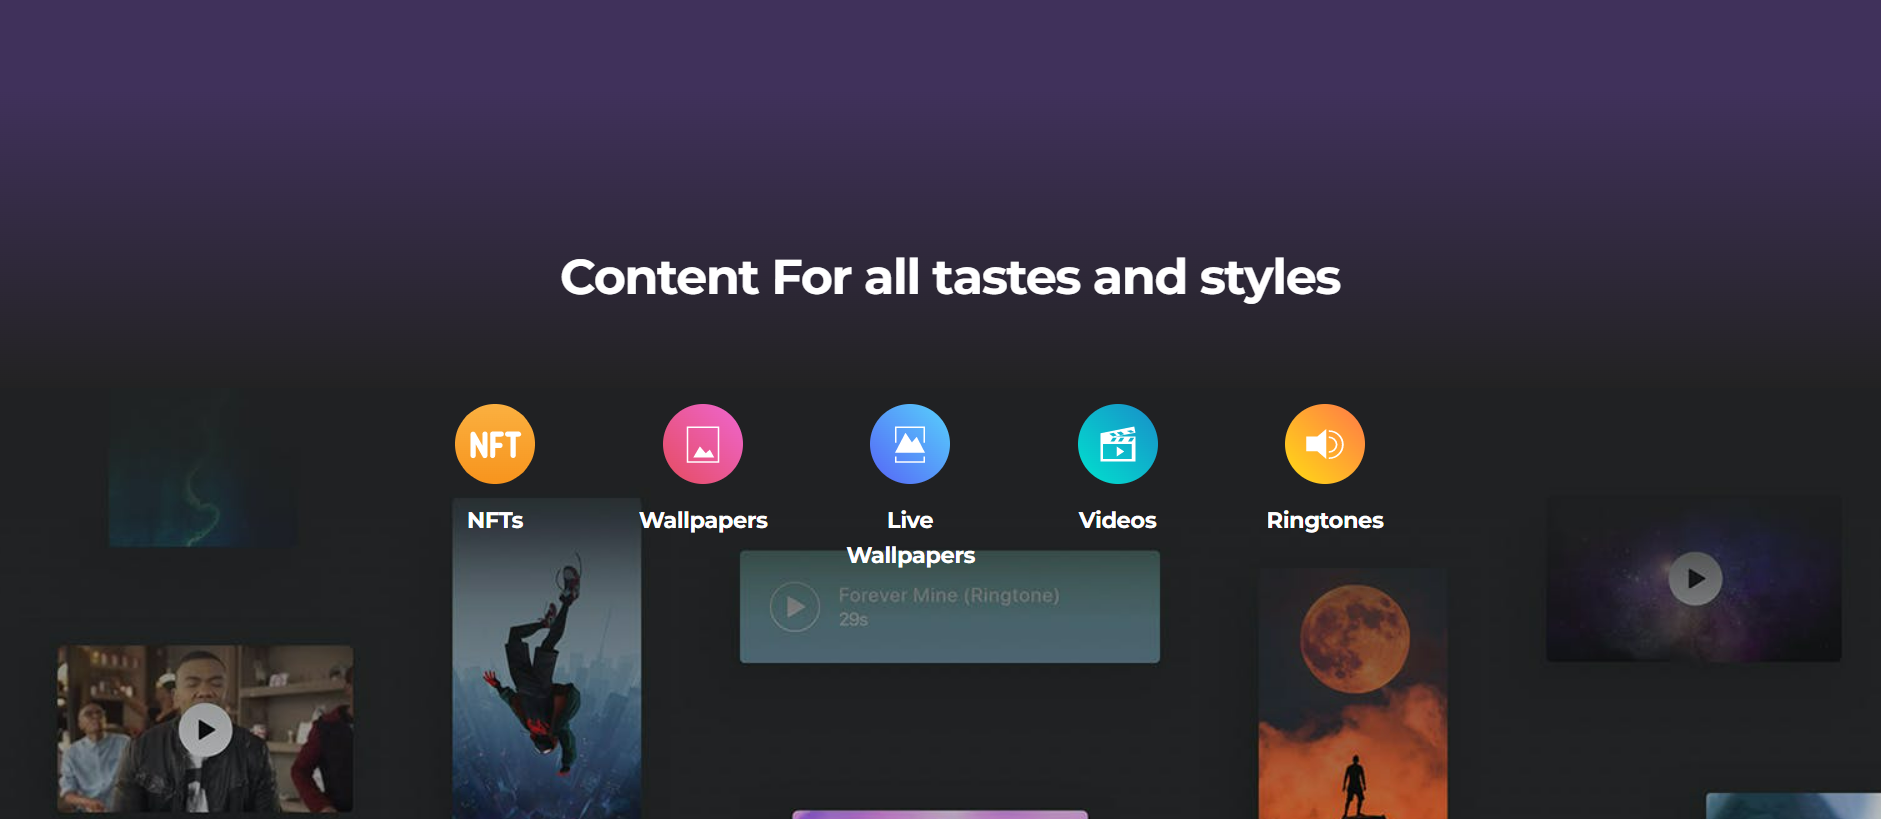 Content For all tastes and styles
NFT
NFTs
Wallpapers
Live
Wallpapers
Videos
Ringtones
Forever Mine (Ringtone)
29s